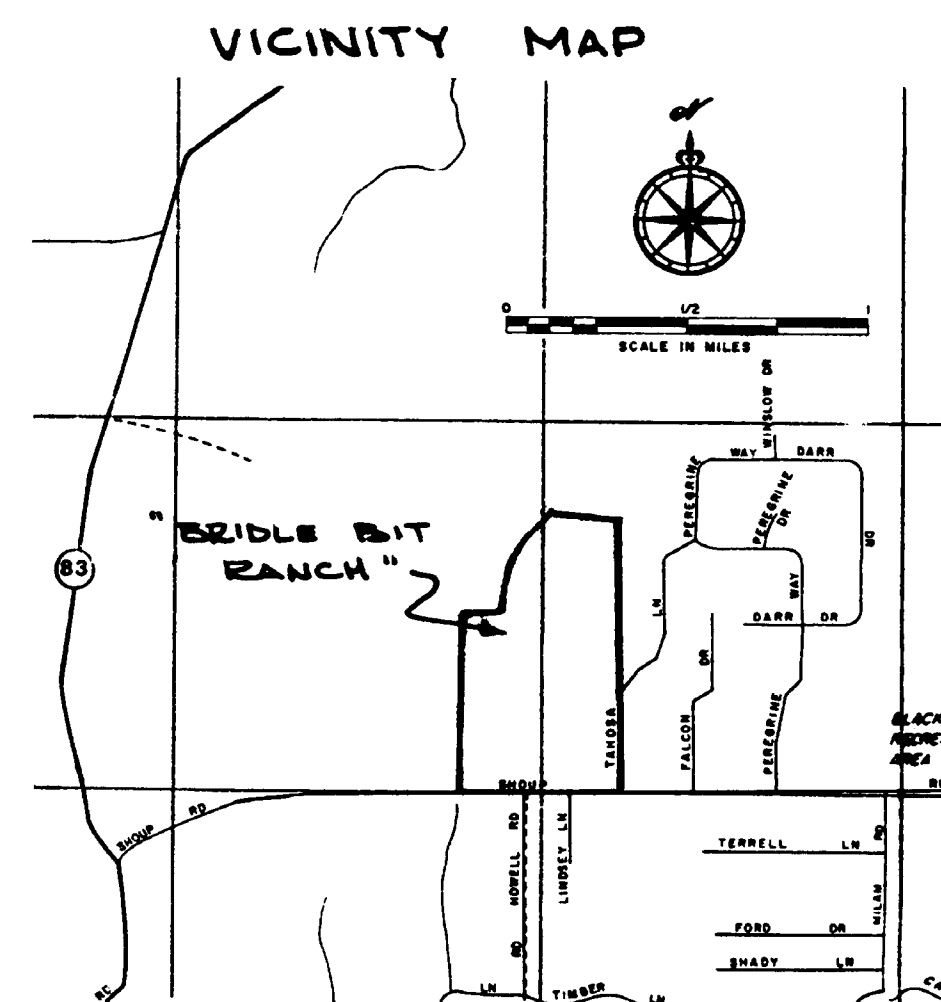 VICINITY MAP
N
0 1/2 1
SCALE IN MILES
WINSLOW DR
WAY DARR
PEREGRINE
PEREGRINE
DR
DR
"BRIDLE BIT
RANCH"
83
LN
WAY
DARR DR
DR
TAHOSA
FALCON
PEREGRINE
BLACK
AREA
SHOUP
SHOUP RD
HOWELL RD
LINDSEY LN
TERRELL LN
RD
MILAM
FORD DR
SHADY LN
RD
LN TIMBER LN